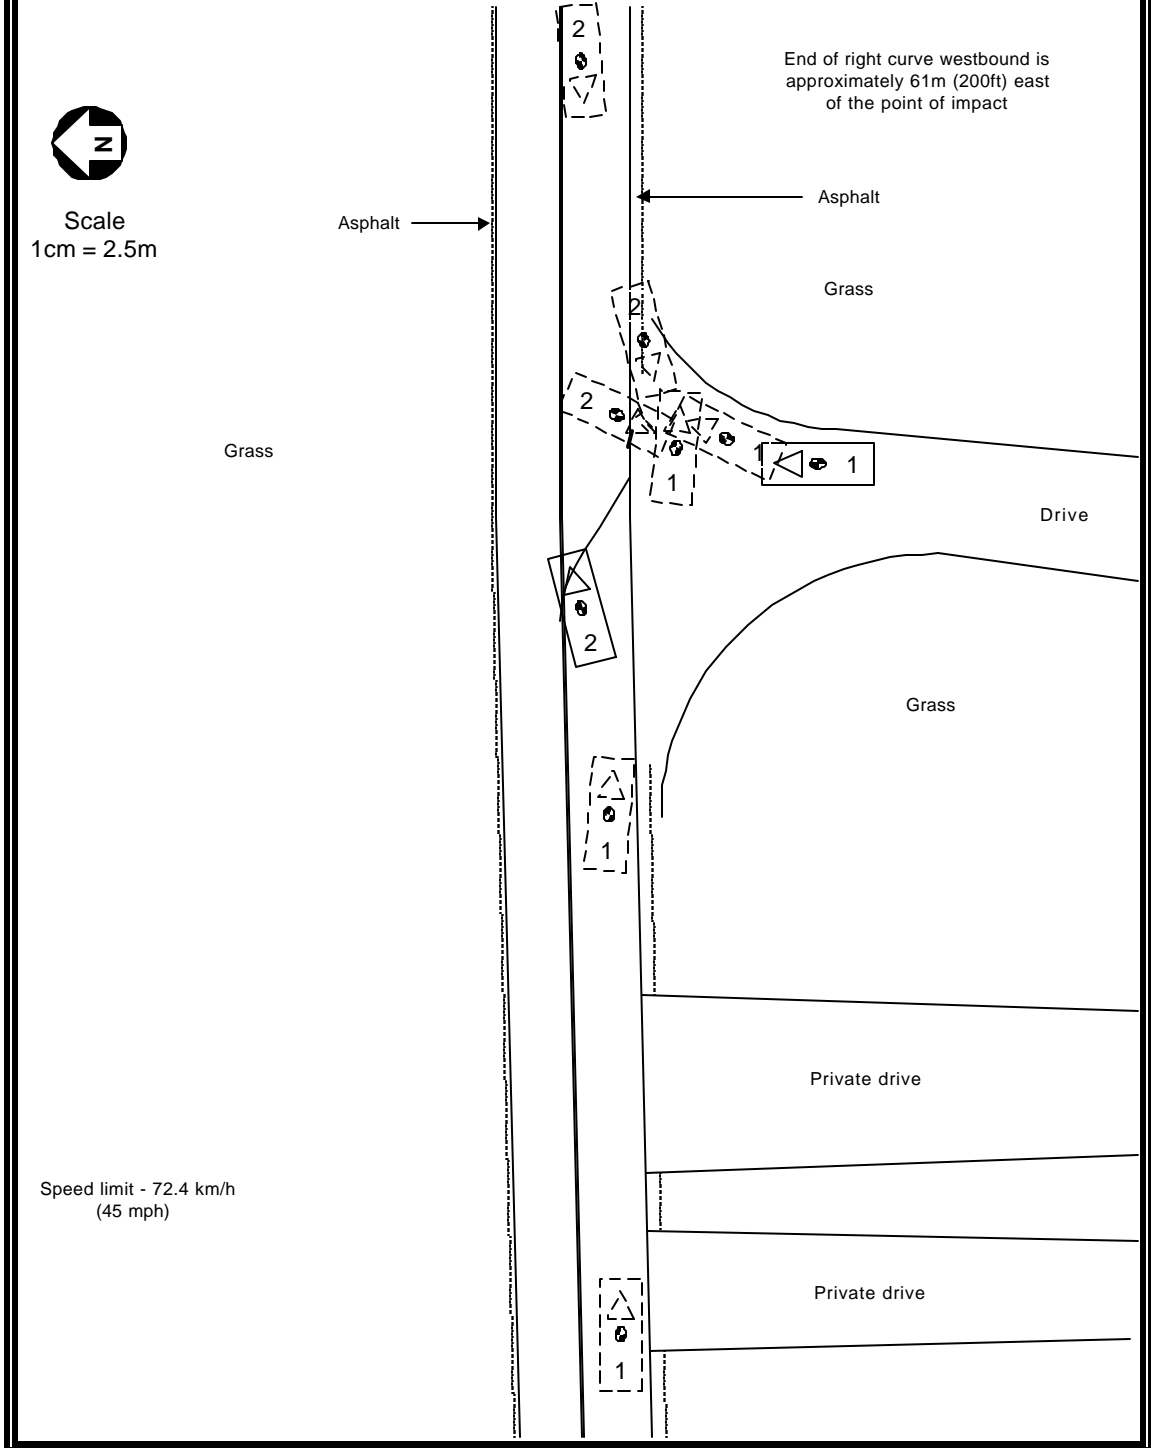 2
End of right curve westbound is
approximately 61m (200ft) east
of the point of impact
N
Scale
1cm = 2.5m
Asphalt
Asphalt
Grass
2
2
Grass
1
1
1
Drive
2
Grass
1
Private drive
Speed limit - 72.4 km/h
(45 mph)
Private drive
1